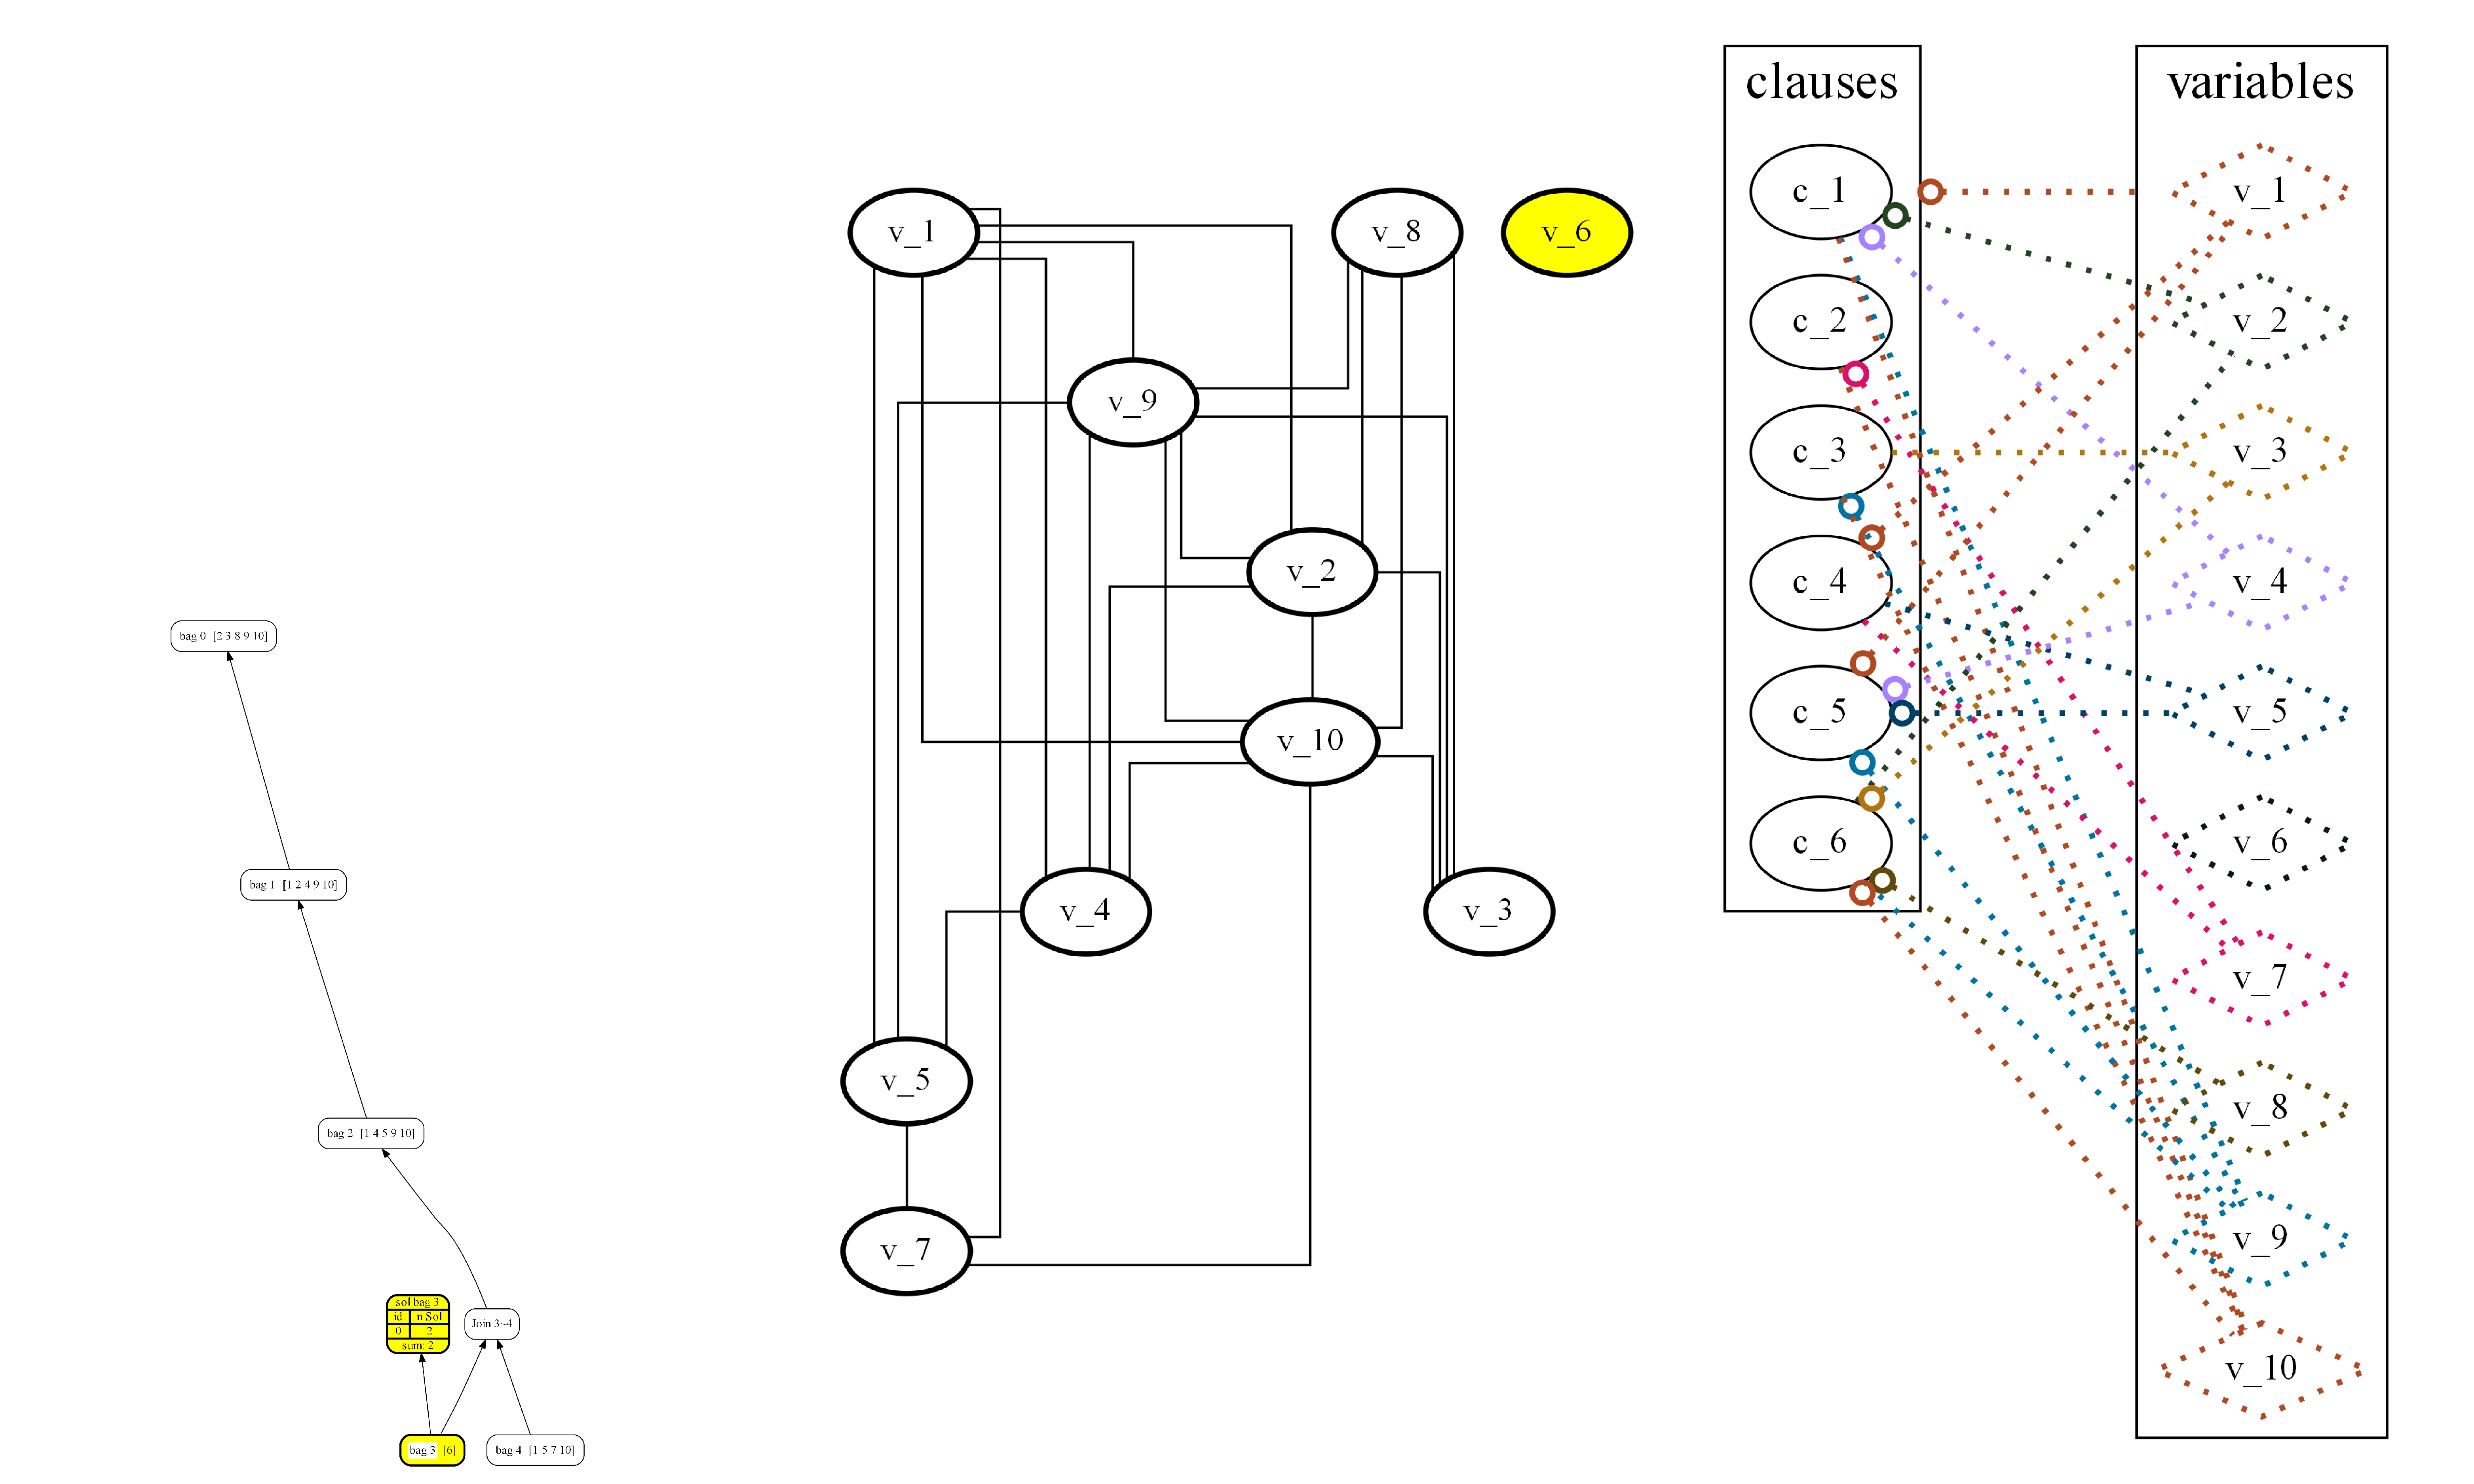 bag 0 [2 3 8 9 10]
bag 1 [1 2 4 9 10]
bag 2 [1 4 5 9 10]
sol bag 3
id n Sol
0 2
sum: 2
Join 3~4
bag 3 [6]
bag 4 [1 5 7 10]
v_1
v_8
v_6
v_9
v_2
v_10
v_4
v_3
v_5
v_7
clauses
c_1
c_2
c_3
c_4
c_5
c_6
variables
v_1
v_2
v_3
v_4
v_5
v_6
v_7
v_8
v_9
v_10